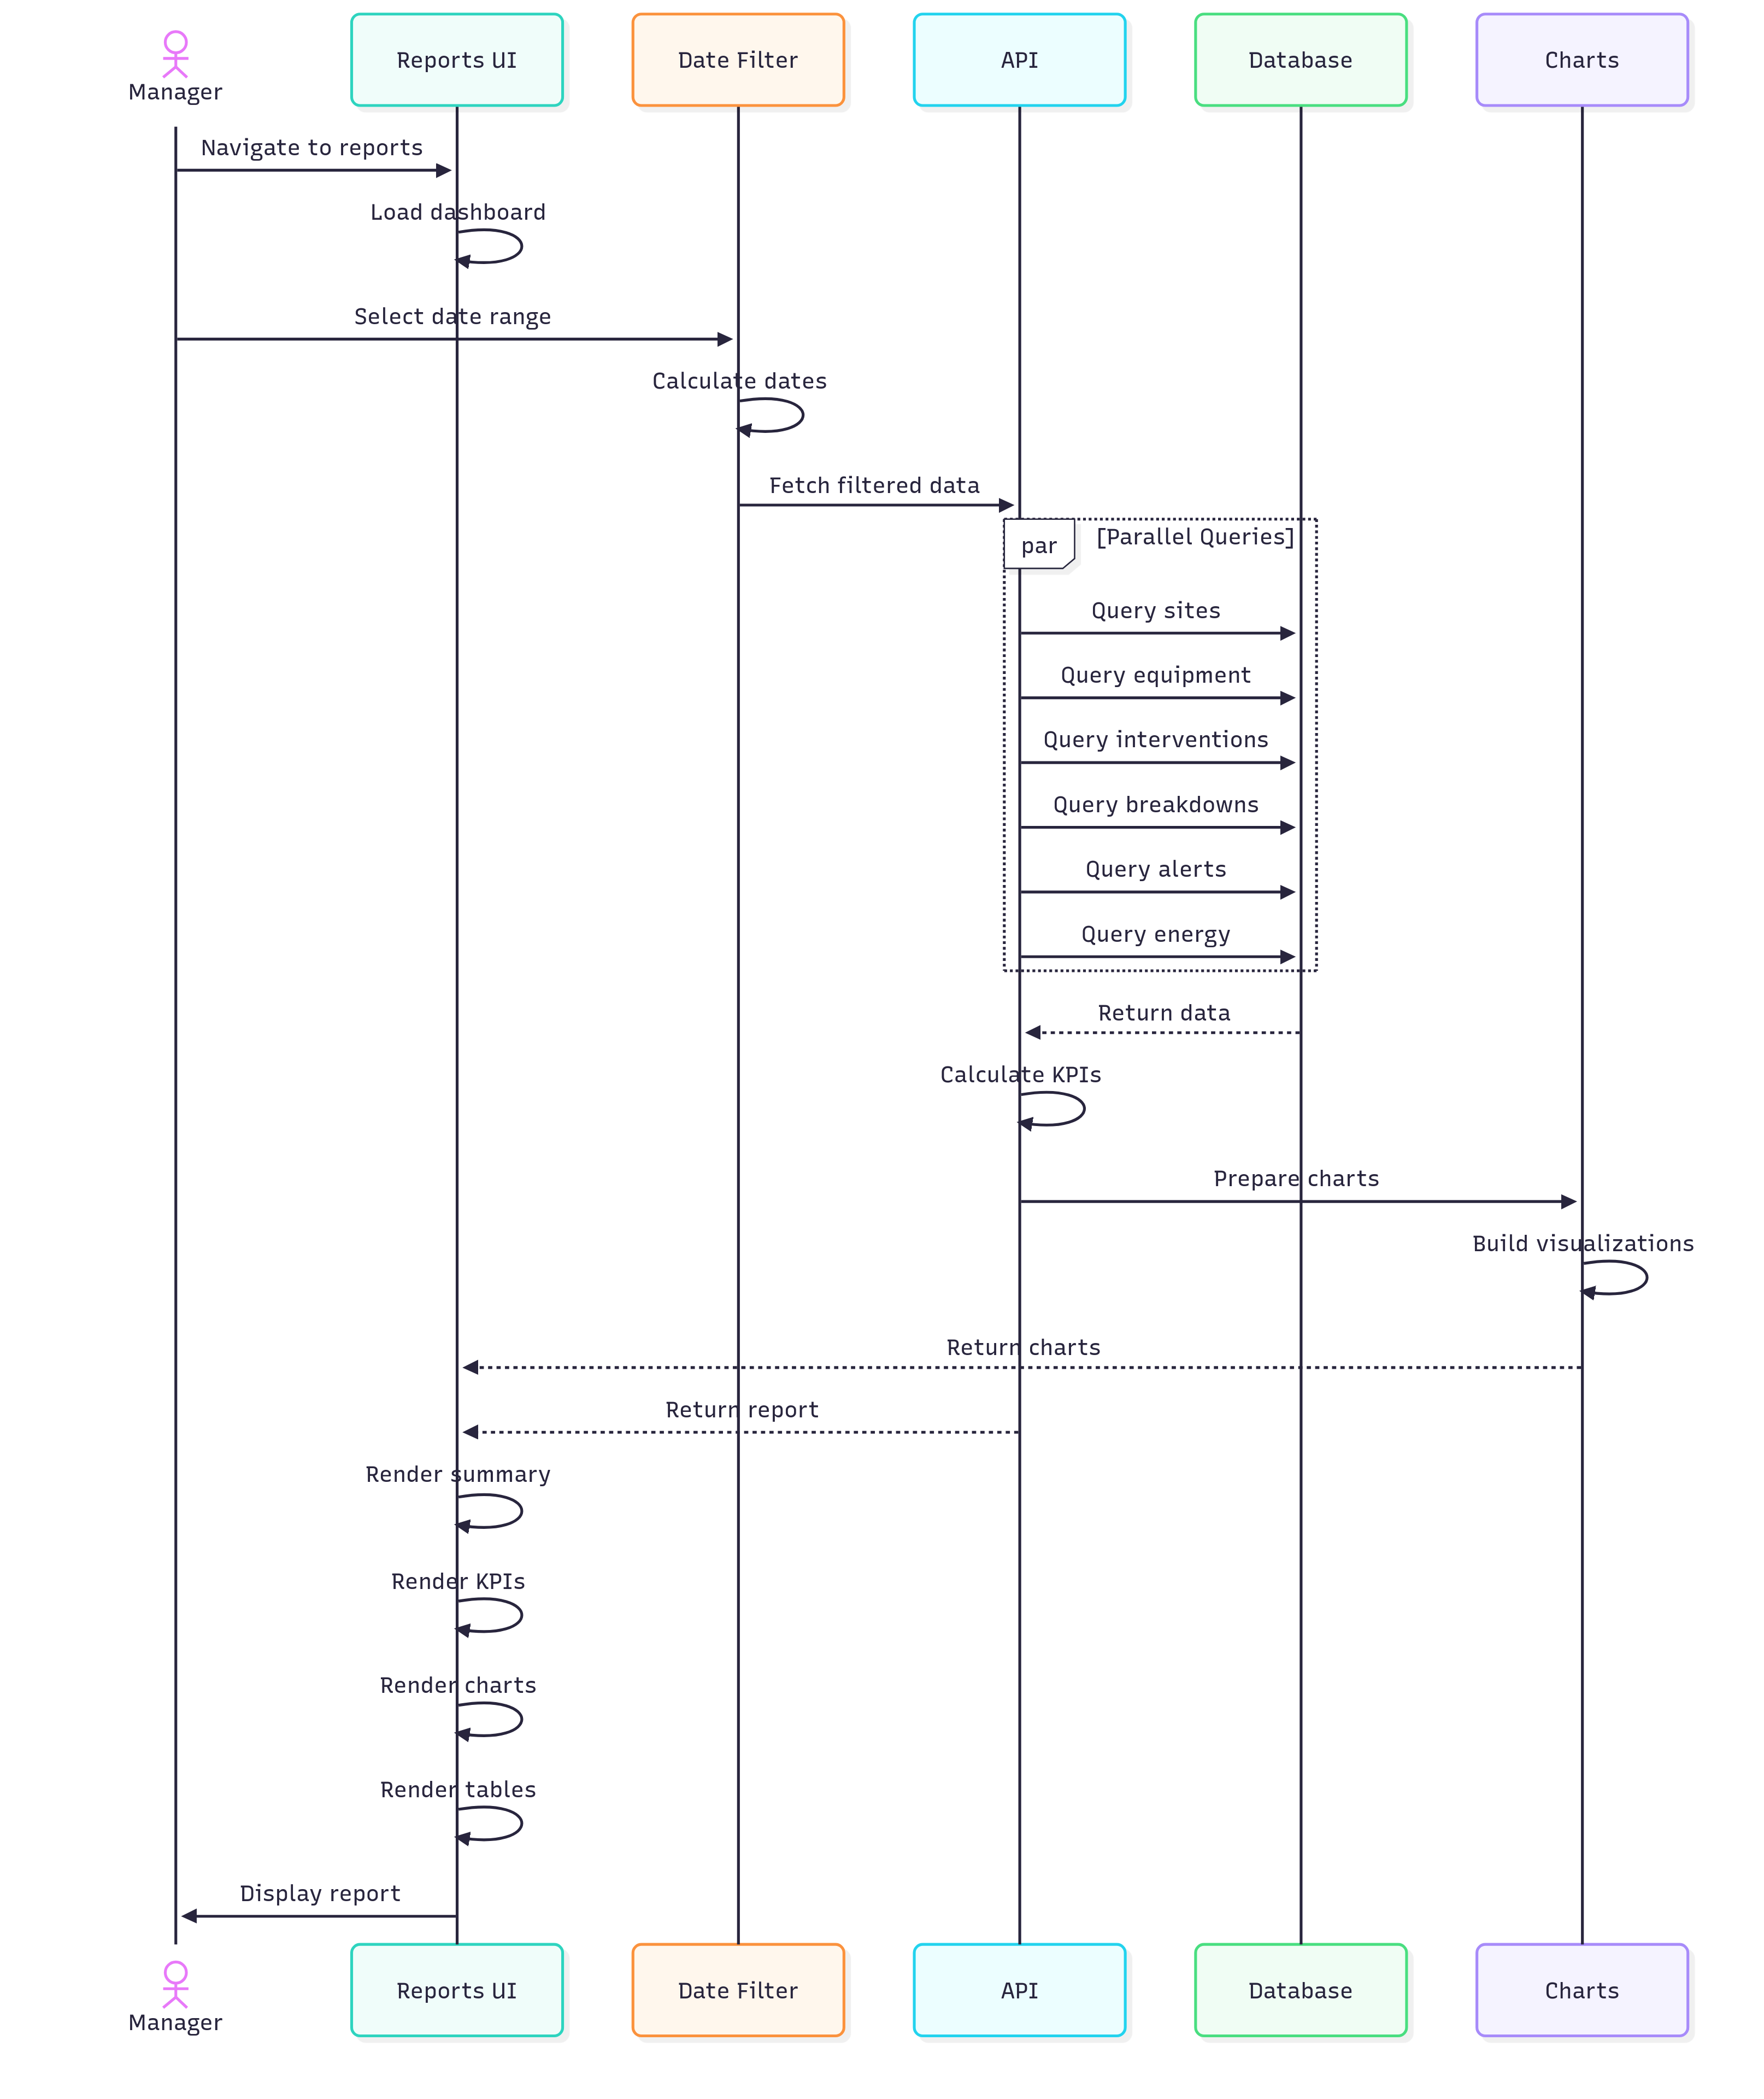 Manager
Reports UI
Date Filter
API
Database
Charts
Navigate to reports
Load dashboard
Select date range
Calculate dates
Fetch filtered data
par
[Parallel Queries]
Query sites
Query equipment
Query interventions
Query breakdowns
Query alerts
Query energy
Return data
Calculate KPIs
Prepare charts
Build visualizations
Return charts
Return report
Render summary
Render KPIs
Render charts
Render tables
Display report
Manager
Reports UI
Date Filter
API
Database
Charts